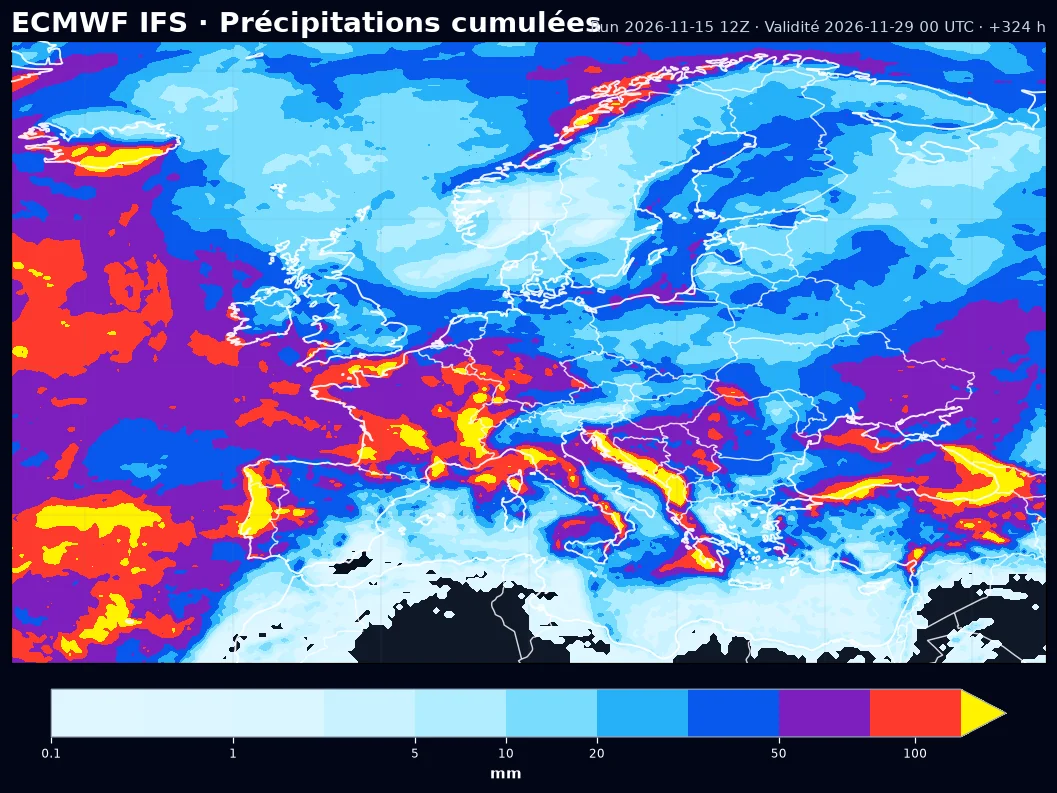 ECMWF IFS · Précipitations cumulées
Run 2026-11-15 12Z · Validité 2026-11-29 00 UTC · +324 h
0.1 1 5 10 20 50 100
mm